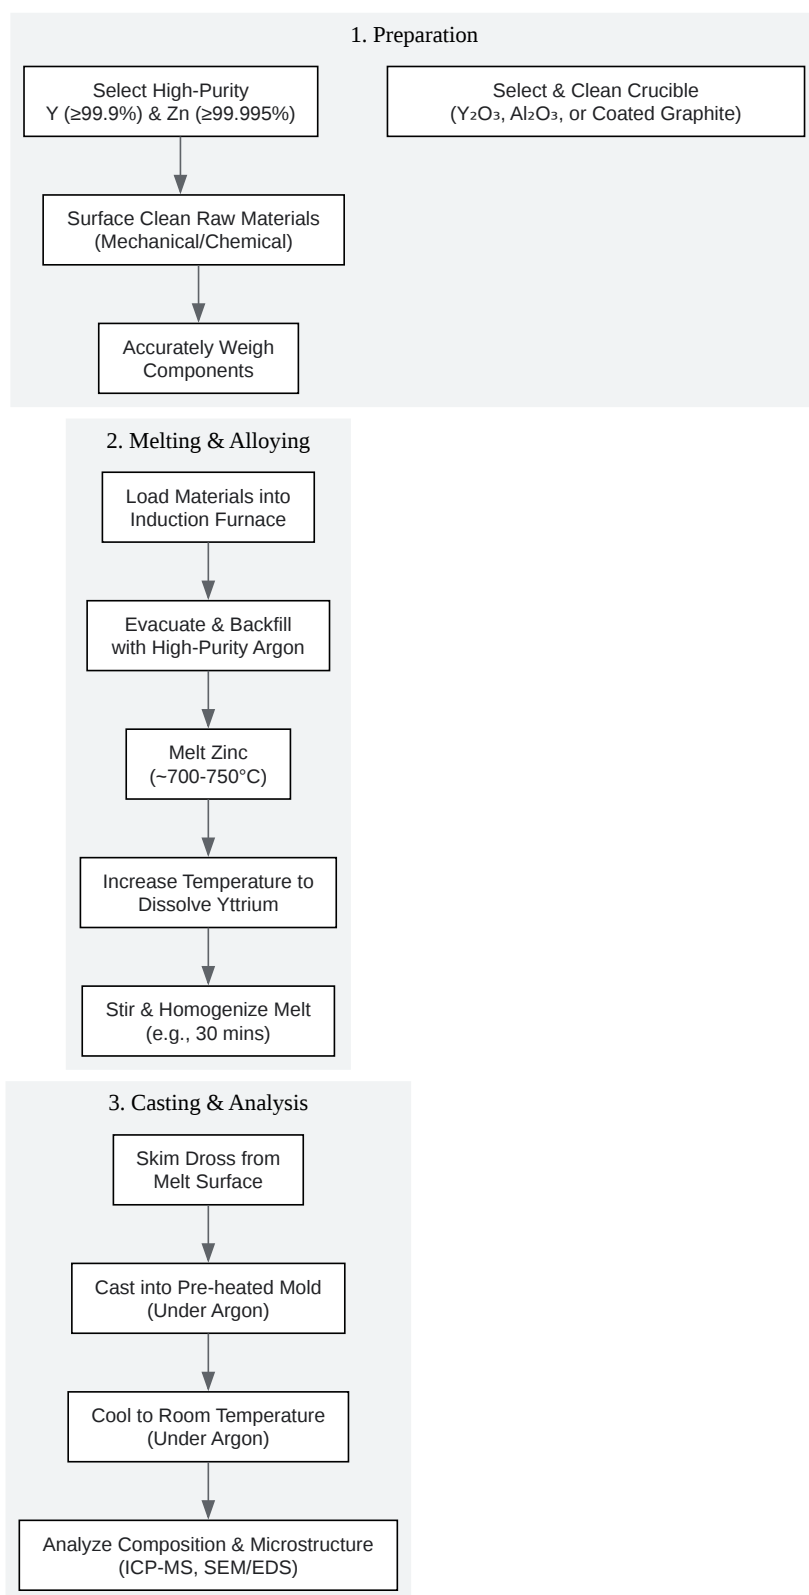 1. Preparation
Select High-Purity
Y (≥99.9%) & Zn (≥99.995%)
Select & Clean Crucible
(Y₂O₃, Al₂O₃, or Coated Graphite)
Surface Clean Raw Materials
(Mechanical/Chemical)
Accurately Weigh
Components
2. Melting & Alloying
Load Materials into
Induction Furnace
Evacuate & Backfill
with High-Purity Argon
Melt Zinc
(~700-750°C)
Increase Temperature to
Dissolve Yttrium
Stir & Homogenize Melt
(e.g., 30 mins)
3. Casting & Analysis
Skim Dross from
Melt Surface
Cast into Pre-heated Mold
(Under Argon)
Cool to Room Temperature
(Under Argon)
Analyze Composition & Microstructure
(ICP-MS, SEM/EDS)